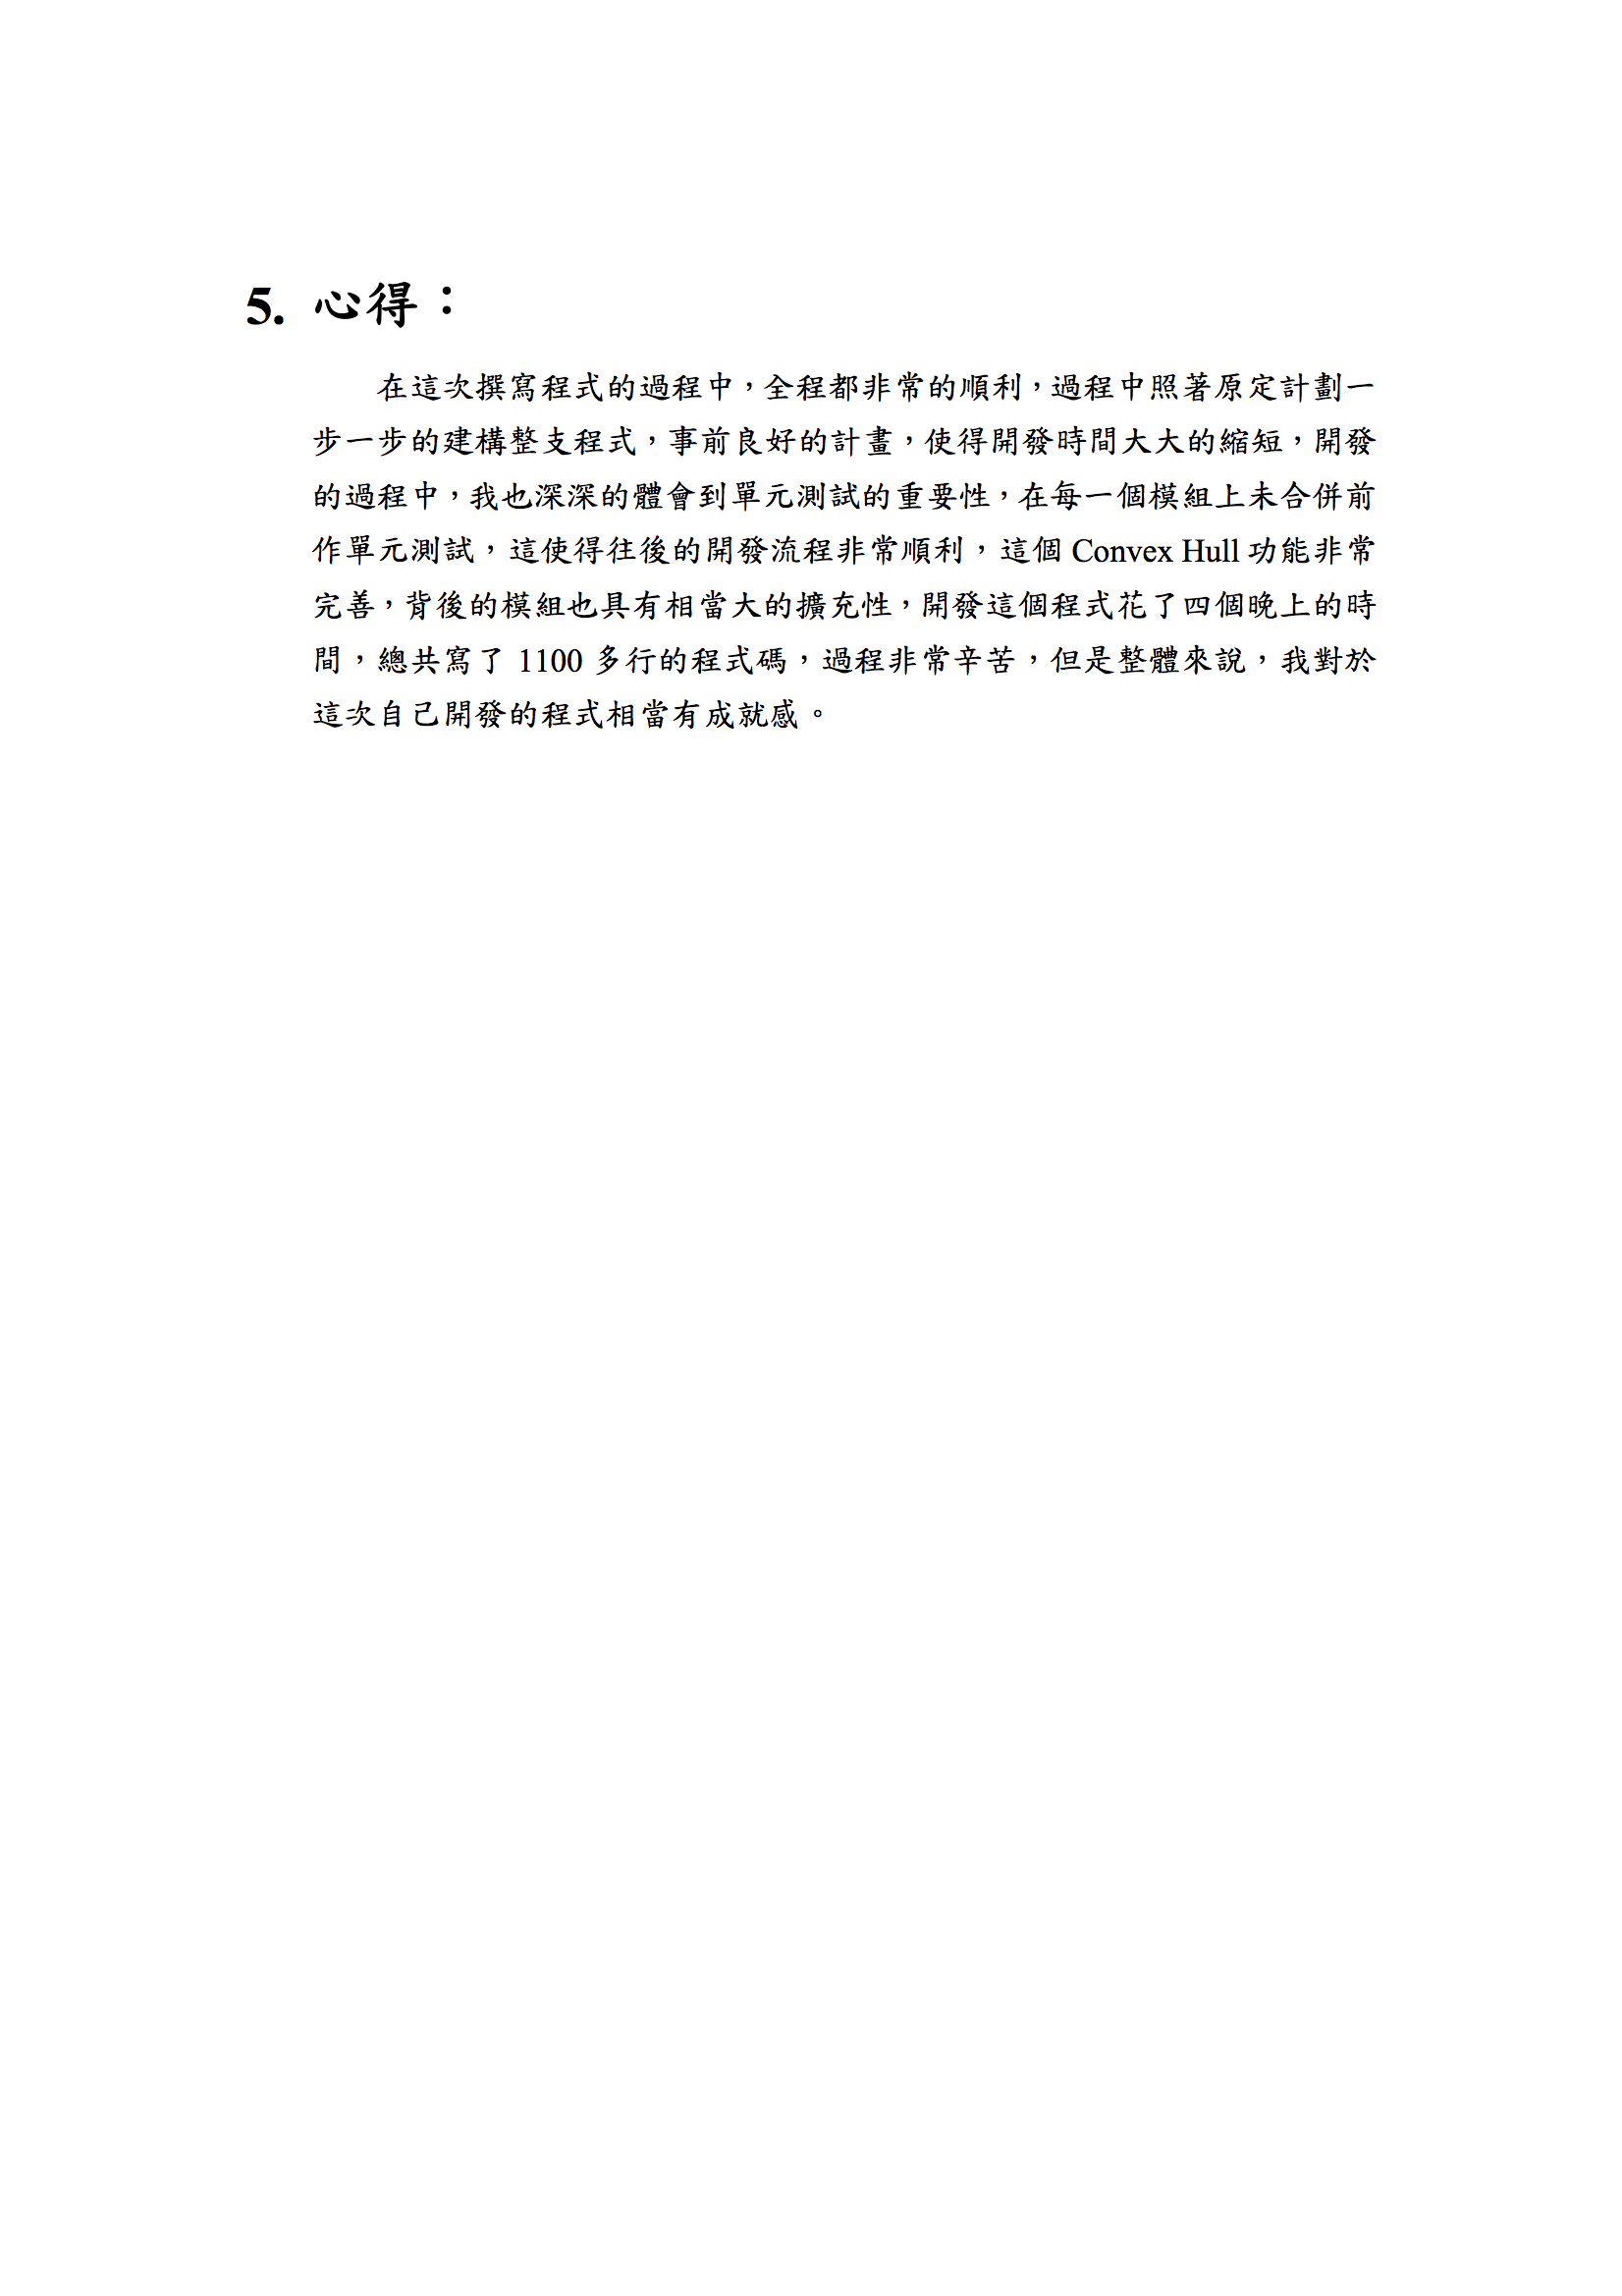 5. 心得：
在這次撰寫程式的過程中，全程都非常的順利，過程中照著原定計劃一
步一步的建構整支程式，事前良好的計畫，使得開發時間大大的縮短，開發
的過程中，我也深深的體會到單元測試的重要性，在每一個模組上未合併前
作單元測試，這使得往後的開發流程非常順利，這個 Convex Hull 功能非常
完善，背後的模組也具有相當大的擴充性，開發這個程式花了四個晚上的時
間，總共寫了 1100 多行的程式碼，過程非常辛苦，但是整體來說，我對於
這次自己開發的程式相當有成就感。